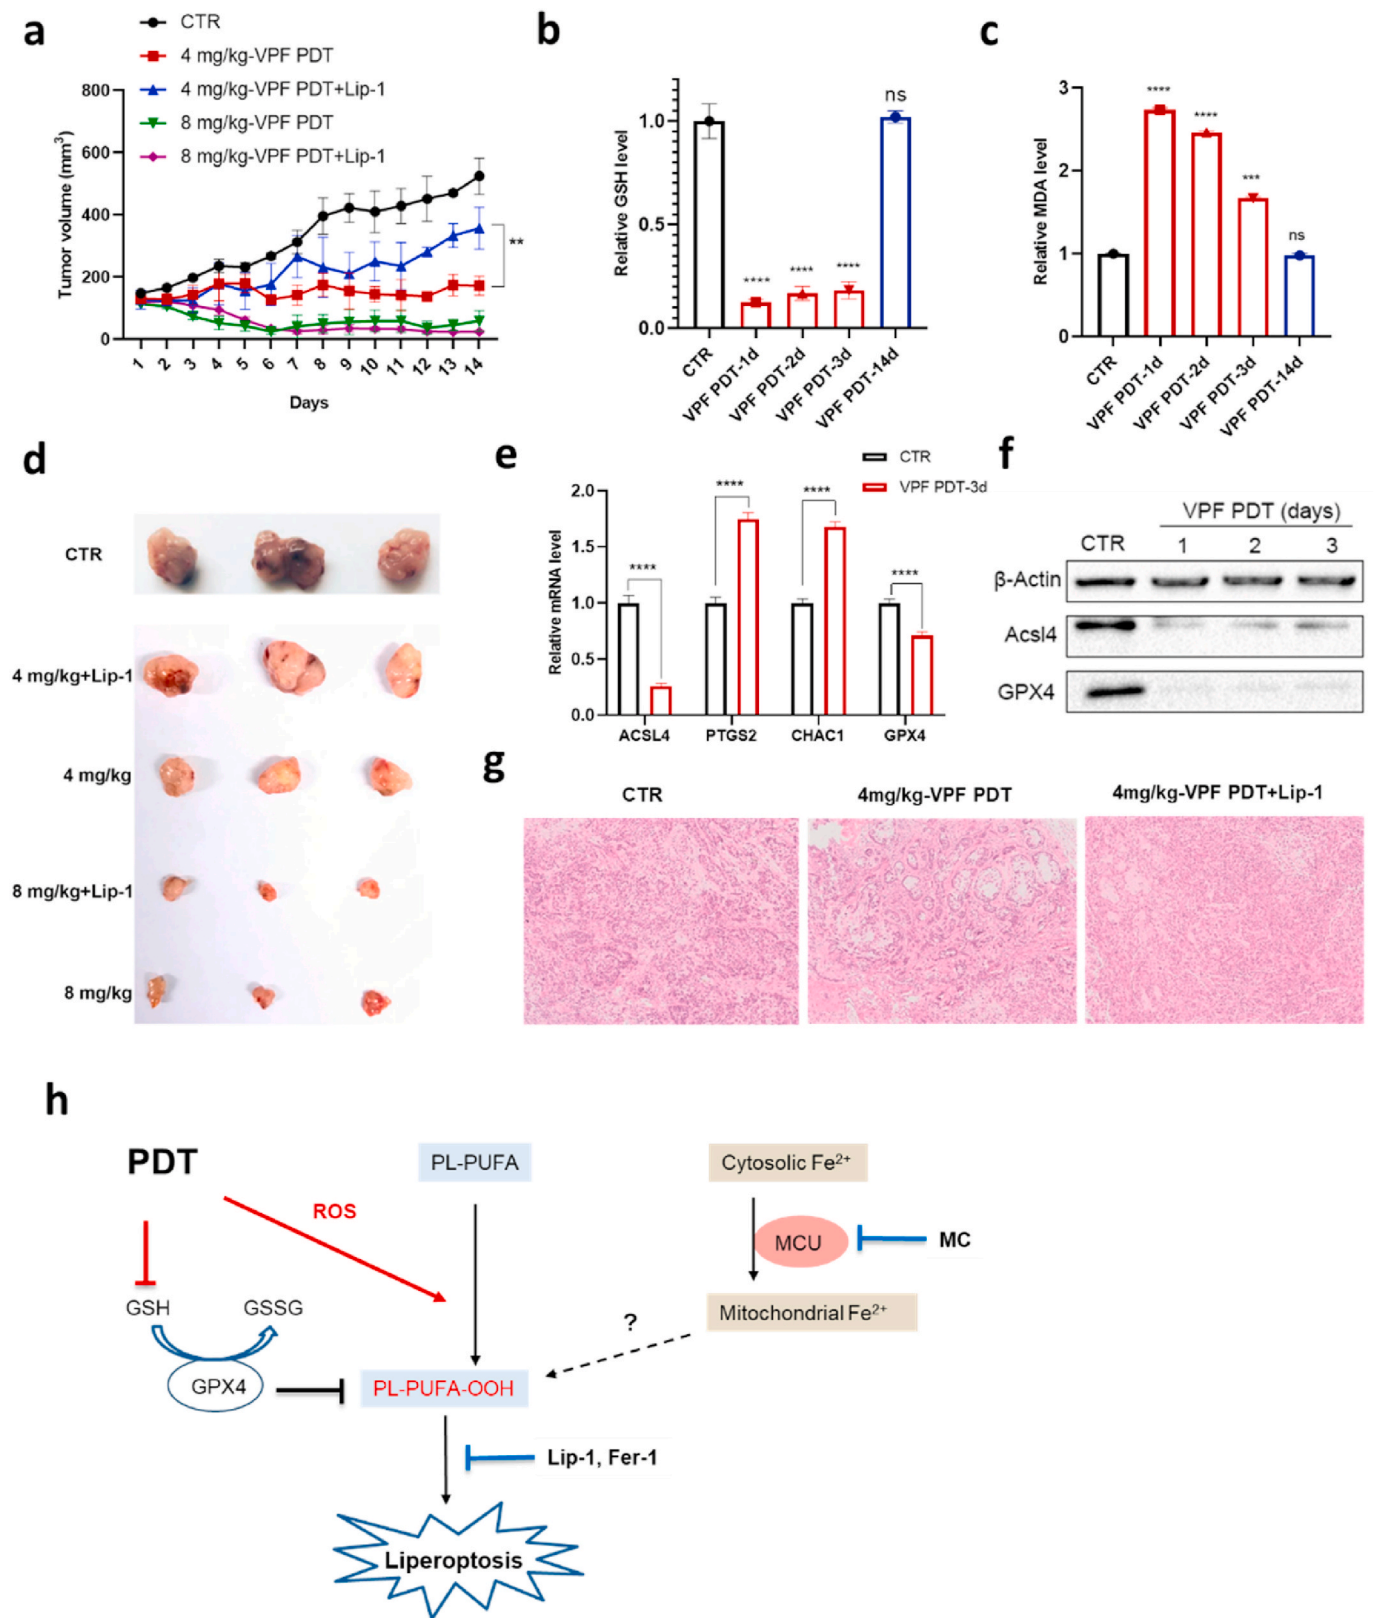 a
CTR
4 mg/kg-VPF PDT
4 mg/kg-VPF PDT+Lip-1
8 mg/kg-VPF PDT
8 mg/kg-VPF PDT+Lip-1
Tumor volume (mm³)
800
600
400
200
0
**
1 2 3 4 5 6 7 8 9 10 11 12 13 14
Days
b
Relative GSH level
1.0
0.5
0.0
**** **** **** ns
CTR
VPF PDT-1d
VPF PDT-2d
VPF PDT-3d
VPF PDT-14d
c
Relative MDA level
3
2
1
0
**** **** *** ns
CTR
VPF PDT-1d
VPF PDT-2d
VPF PDT-3d
VPF PDT-14d
d
CTR
4 mg/kg+Lip-1
4 mg/kg
8 mg/kg+Lip-1
8 mg/kg
e
CTR
VPF PDT-3d
Relative mRNA level
2.0
1.5
1.0
0.5
0.0
**** **** **** ****
ACSL4 PTGS2 CHAC1 GPX4
f
VPF PDT (days)
CTR 1 2 3
β-Actin
Acsl4
GPX4
g
CTR 4mg/kg-VPF PDT 4mg/kg-VPF PDT+Lip-1
h
PDT
ROS
PL-PUFA
Cytosolic Fe²⁺
MCU
MC
GSH GSSG
Mitochondrial Fe²⁺
?
GPX4
PL-PUFA-OOH
Lip-1, Fer-1
Liperoptosis